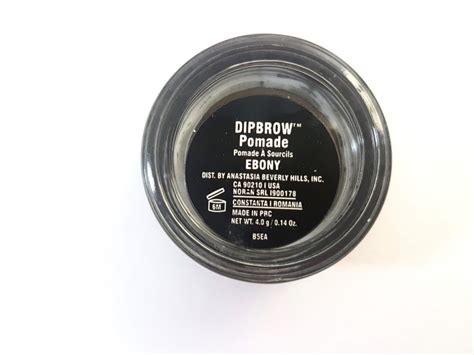 DIPBROW™
Pomade
Pomade À Sourcils
EBONY
DIST. BY ANASTASIA BEVERLY HILLS, INC.
CA 90210 I USA
NORAN SRL I900178
CONSTANTA I ROMANIA
6M
MADE IN PRC
NET WT. 4.0 g / 0.14 Oz.
B5EA